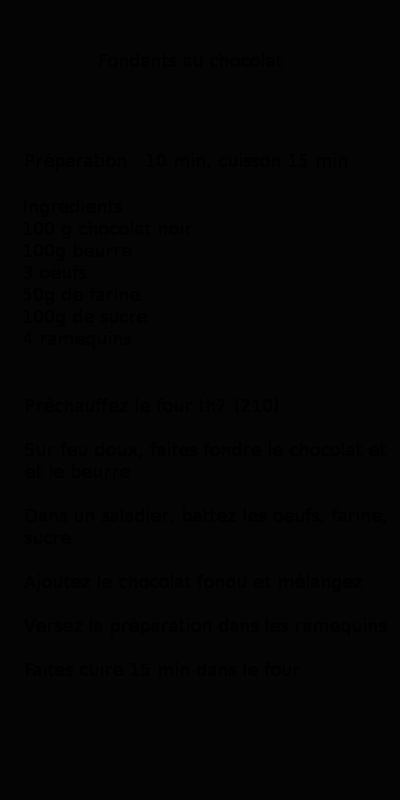 Fondants au chocolat
Préparation : 10 min, cuisson 15 min
Ingrédients
100 g chocolat noir
100g beurre
3 oeufs
50g de farine
100g de sucre
4 ramequins
Préchauffez le four th7 (210)
Sur feu doux, faites fondre le chocolat et
et le beurre
Dans un saladier, battez les oeufs, farine,
sucre
Ajoutez le chocolat fondu et mélangez
Versez la préparation dans les ramequins
Faites cuire 15 min dans le four